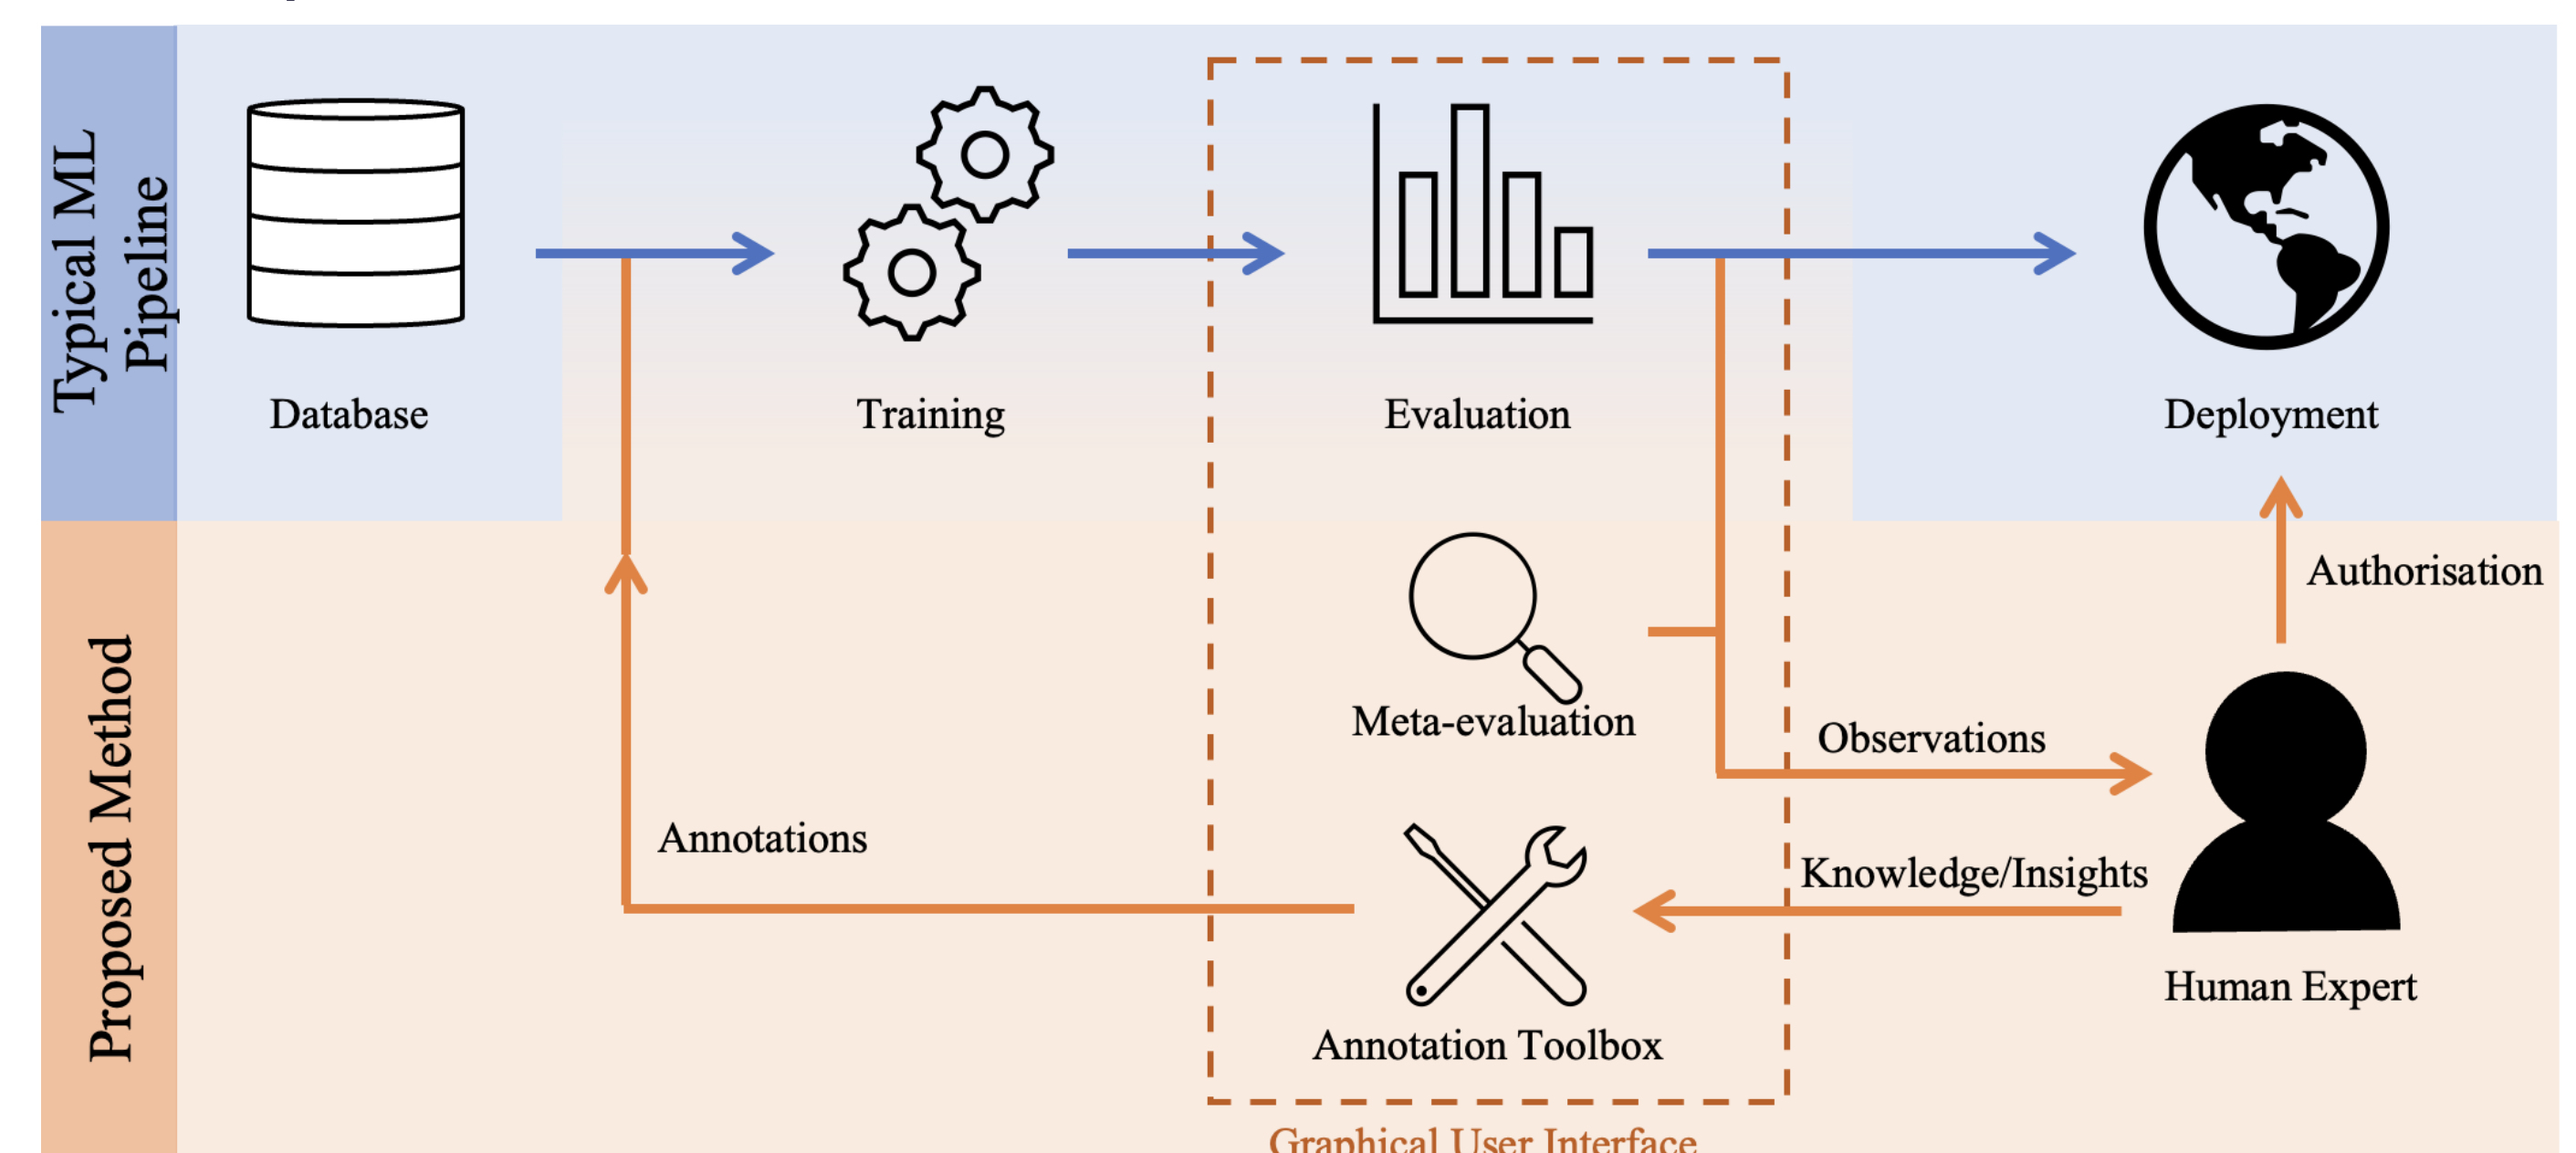 Typical ML
Pipeline
Database
Training
Evaluation
Deployment
Authorisation
Meta-evaluation
Observations
Proposed Method
Annotations
Knowledge/Insights
Human Expert
Annotation Toolbox
Graphical User Interface